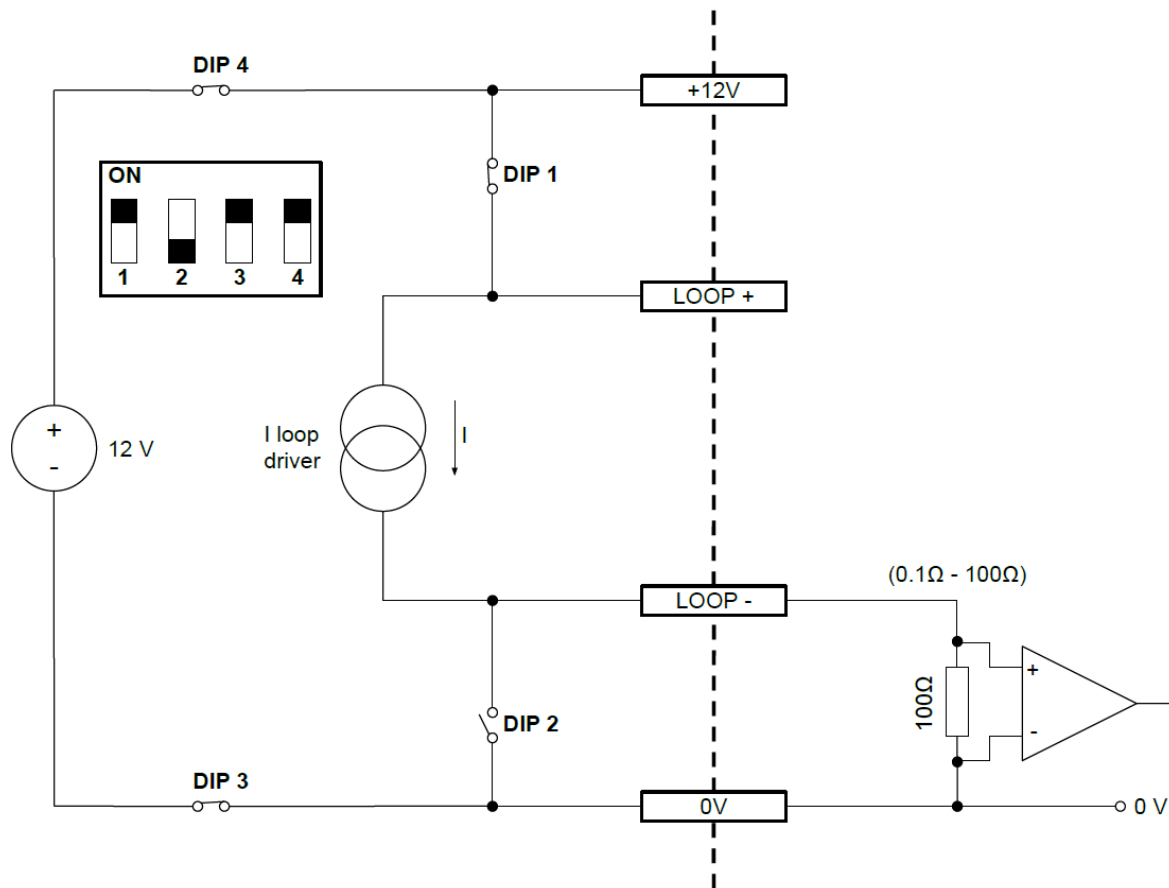 DIP 4
+12V
ON
1 2 3 4
DIP 1
LOOP +
+
-
12 V
I loop
driver
I
(0.1Ω - 100Ω)
LOOP -
100Ω
+
-
DIP 2
DIP 3
0V
0 V